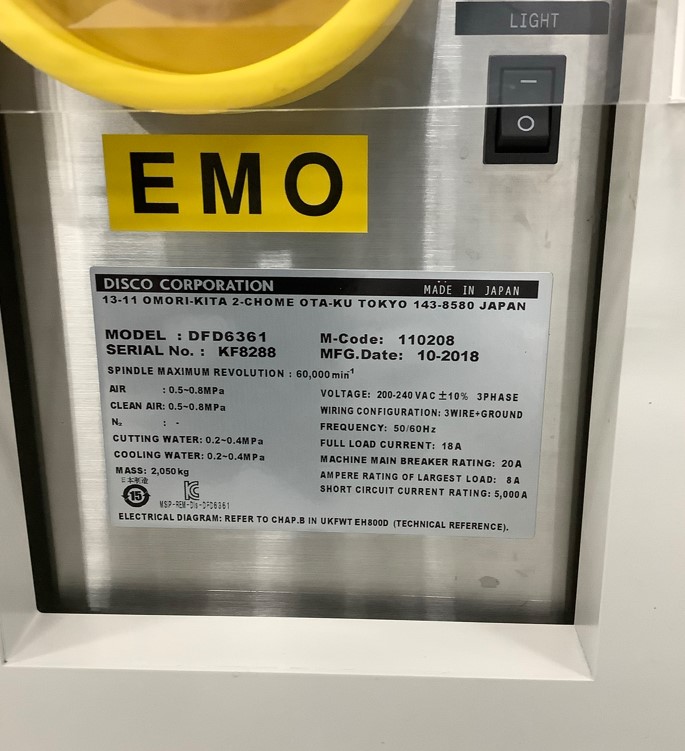 LIGHT
EMO
DISCO CORPORATION MADE IN JAPAN
13-11 OMORI-KITA 2-CHOME OTA-KU TOKYO 143-8580 JAPAN
MODEL : DFD6361 M-Code: 110208
SERIAL No. : KF8288 MFG.Date: 10-2018
SPINDLE MAXIMUM REVOLUTION : 60,000 min⁻¹
AIR : 0.5~0.8MPa
CLEAN AIR: 0.5~0.8MPa
N₂ : -
CUTTING WATER: 0.2~0.4MPa
COOLING WATER: 0.2~0.4MPa
MASS: 2,050kg
VOLTAGE: 200-240 VAC ±10% 3PHASE
WIRING CONFIGURATION: 3WIRE+GROUND
FREQUENCY: 50/60Hz
FULL LOAD CURRENT: 18A
MACHINE MAIN BREAKER RATING: 20A
AMPERE RATING OF LARGEST LOAD: 8A
SHORT CIRCUIT CURRENT RATING: 5,000A
15
MSIP-REM-DIs-DFD6361
ELECTRICAL DIAGRAM: REFER TO CHAP.B IN UKFWTEH800D (TECHNICAL REFERENCE).